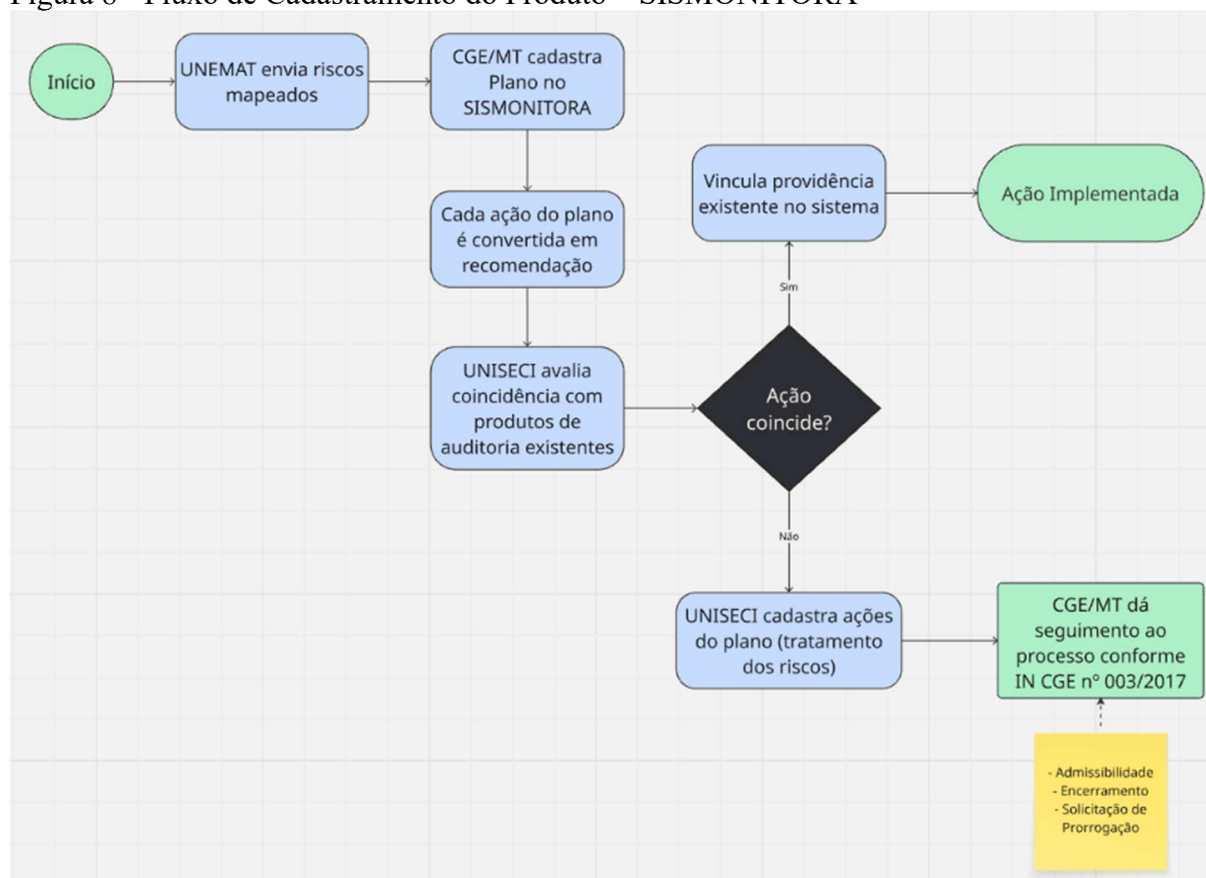 Figura 8 - Fluxo de Cadastramento do Produto – SISMONITORA
Início
UNEMAT envia riscos
mapeados
CGE/MT cadastra
Plano no
SISMONITORA
Cada ação do plano
é convertida em
recomendação
UNISECI avalia
coincidência com
produtos de
auditoria existentes
Ação
coincide?
Sim
Vincula providência
existente no sistema
Ação Implementada
Não
UNISECI cadastra ações
do plano (tratamento
dos riscos)
CGE/MT dá
seguimento ao
processo conforme
IN CGE nº 003/2017
- Admissibilidade
- Encerramento
- Solicitação de
Prorrogação